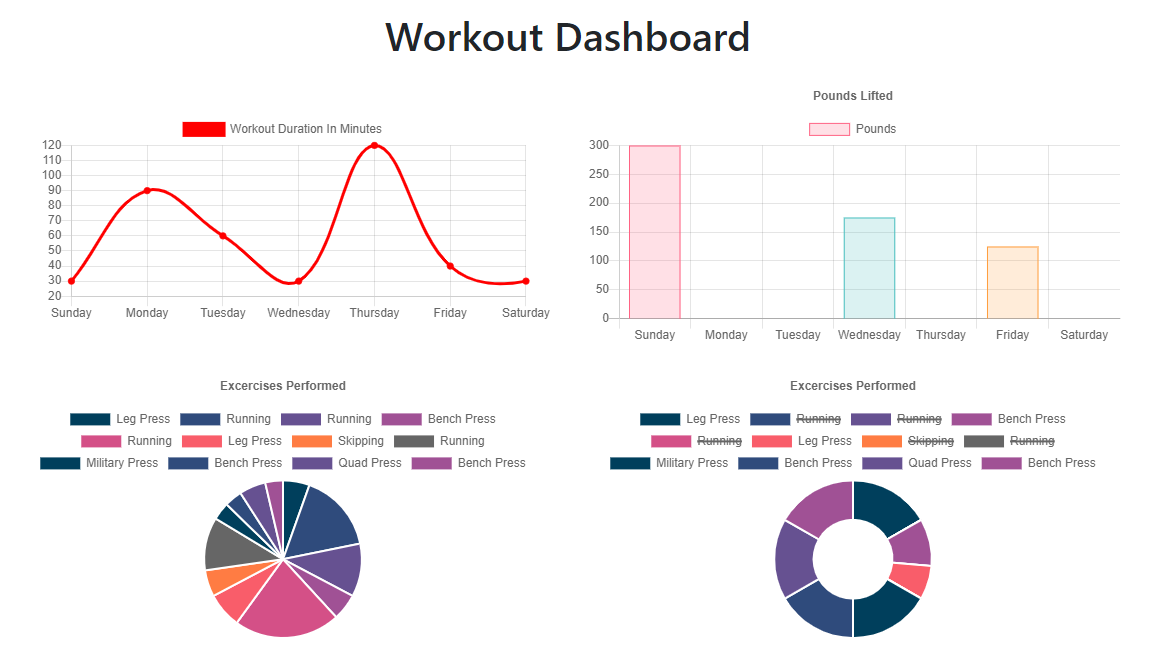 Workout Dashboard
Workout Duration In Minutes
120
110
100
90
80
70
60
50
40
30
20
Sunday Monday Tuesday Wednesday Thursday Friday Saturday
Pounds Lifted
Pounds
300
250
200
150
100
50
0
Sunday Monday Tuesday Wednesday Thursday Friday Saturday
Excercises Performed
Leg Press Running Running Bench Press
Running Leg Press Skipping Running
Military Press Bench Press Quad Press Bench Press
Excercises Performed
Leg Press Running Running Bench Press
Running Leg Press Skipping Running
Military Press Bench Press Quad Press Bench Press